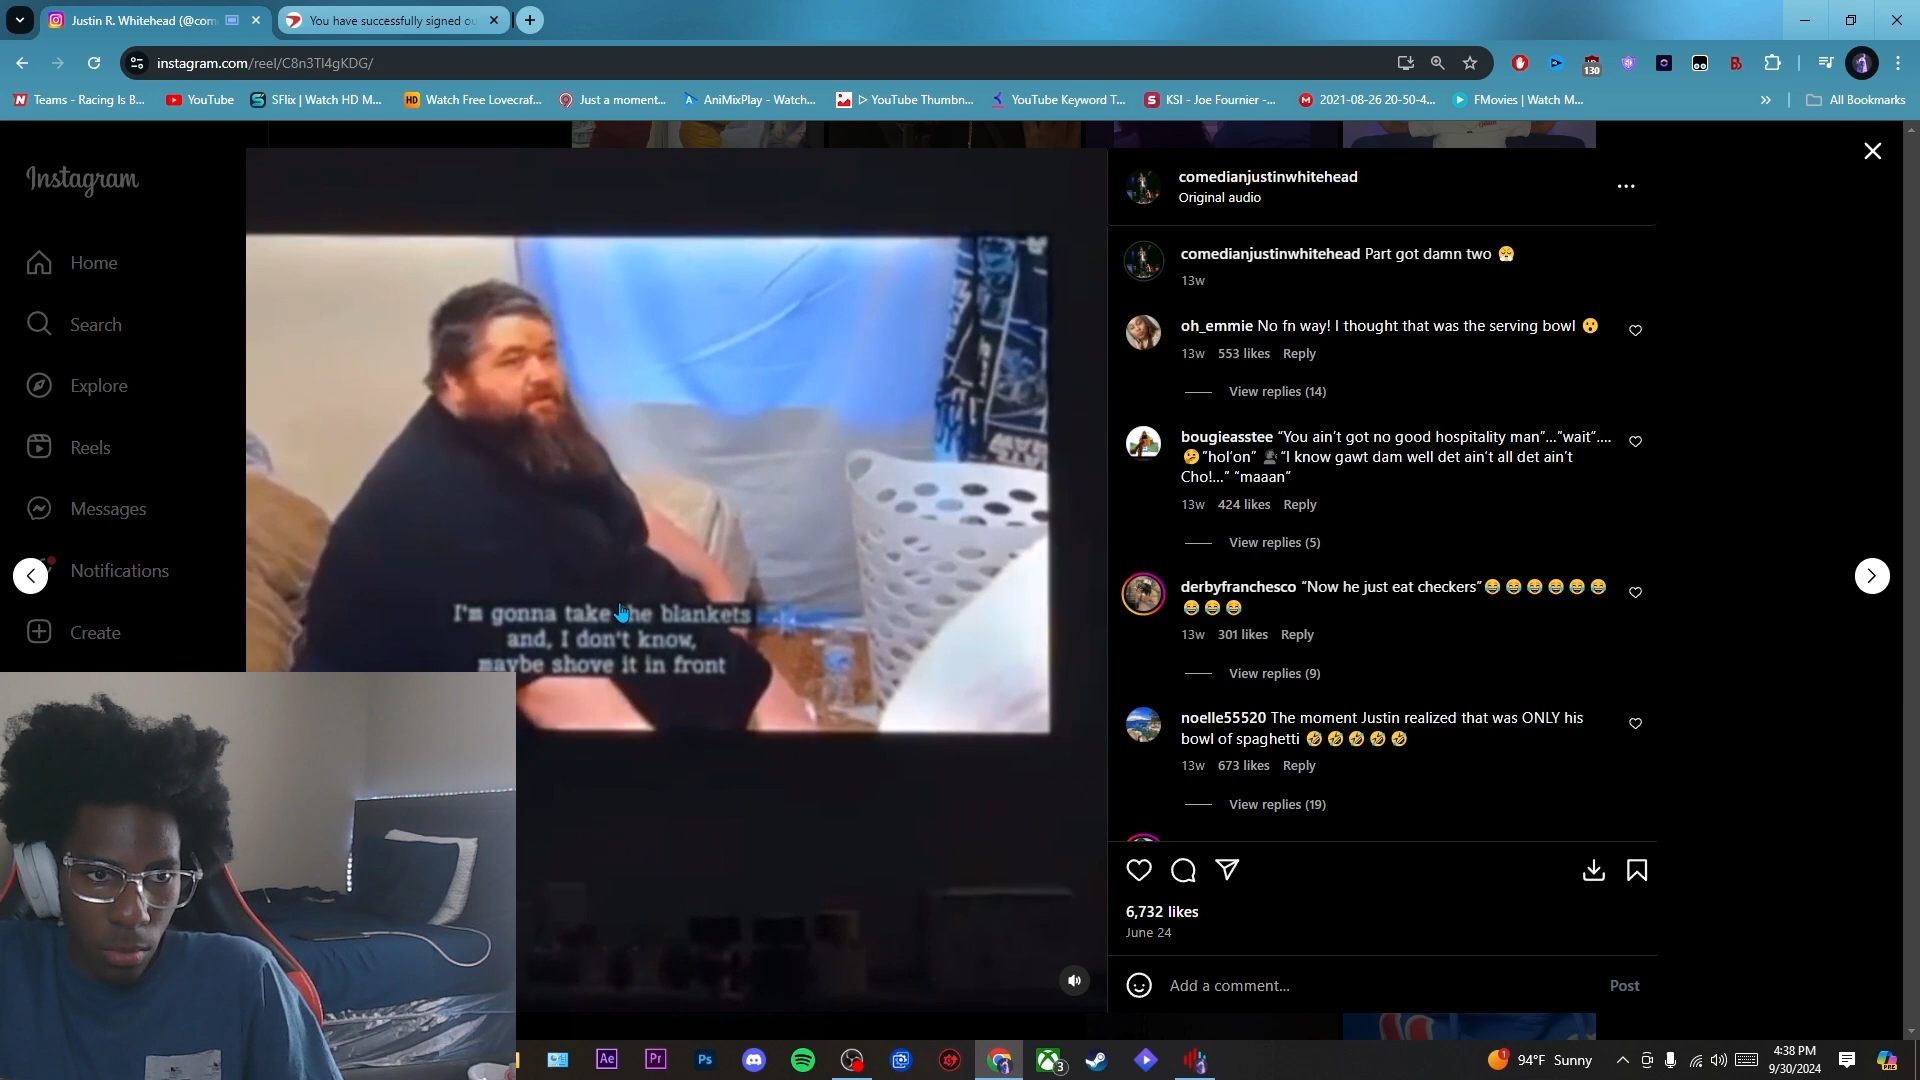 Justin R. Whitehead (@com
You have successfully signed ou
instagram.com/reel/C8n3Tl4gKDG/
130
Teams - Racing Is B...
YouTube
SFlix | Watch HD M...
Watch Free Lovecraf...
Just a moment...
AniMixPlay - Watch...
YouTube Thumbn...
YouTube Keyword T...
KSI - Joe Fournier -...
2021-08-26 20-50-4...
FMovies | Watch M...
All Bookmarks
Instagram
Home
Search
Explore
Reels
Messages
Notifications
Create
I'm gonna take the blankets
and, I don't know,
maybe shove it in front
comedianjustinwhitehead
Original audio
comedianjustinwhitehead Part got damn two 😤
13w
oh_emmie No fn way! I thought that was the serving bowl 😮
13w 553 likes Reply
View replies (14)
bougieasstee “You ain’t got no good hospitality man”...”wait”....
🤔”hol’on” 🗣️“I know gawt dam well det ain’t all det ain’t
Cho!...” “maaan”
13w 424 likes Reply
View replies (5)
derbyfranchesco “Now he just eat checkers”😂😂😂😂😂😂
😂😂😂
13w 301 likes Reply
View replies (9)
noelle55520 The moment Justin realized that was ONLY his
bowl of spaghetti 🤣🤣🤣🤣🤣
13w 673 likes Reply
View replies (19)
6,732 likes
June 24
Add a comment...
Post
Ae
Pr
Ps
3
94°F Sunny
4:38 PM
9/30/2024